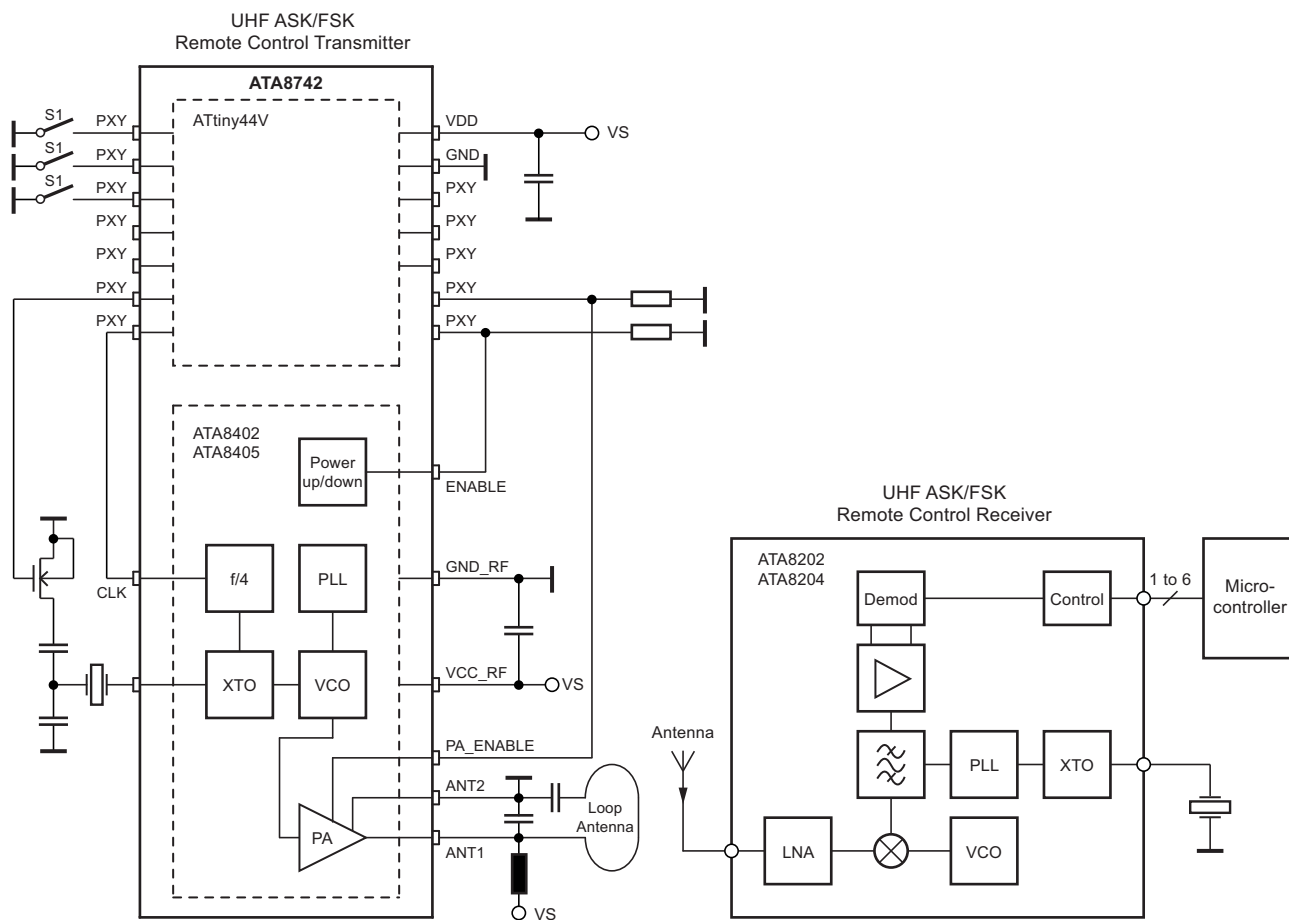 UHF ASK/FSK
Remote Control Transmitter
ATA8742
ATtiny44V
S1
PXY
S1
PXY
S1
PXY
PXY
PXY
PXY
PXY
VDD
VS
GND
PXY
PXY
PXY
PXY
PXY
ATA8402
ATA8405
Power
up/down
ENABLE
f/4
PLL
CLK
GND_RF
XTO
VCO
VCC_RF
VS
PA_ENABLE
ANT2
PA
ANT1
Loop
Antenna
VS
UHF ASK/FSK
Remote Control Receiver
ATA8202
ATA8204
Demod
Control
1 to 6
Micro-
controller
Antenna
PLL
XTO
LNA
VCO